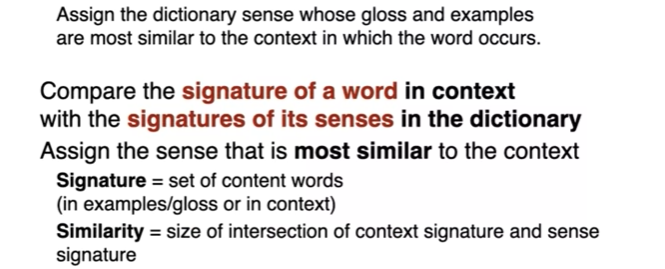 Assign the dictionary sense whose gloss and examples
are most similar to the context in which the word occurs.
Compare the signature of a word in context
with the signatures of its senses in the dictionary
Assign the sense that is most similar to the context
Signature = set of content words
(in examples/gloss or in context)
Similarity = size of intersection of context signature and sense
signature